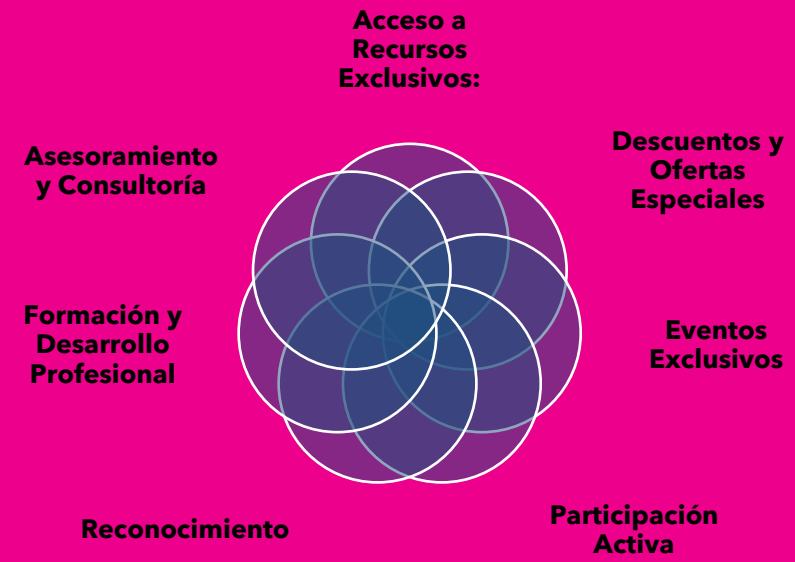 Acceso a
Recursos
Exclusivos:
Descuentos y
Ofertas
Especiales
Eventos
Exclusivos
Participación
Activa
Reconocimiento
Formación y
Desarrollo
Profesional
Asesoramiento
y Consultoría